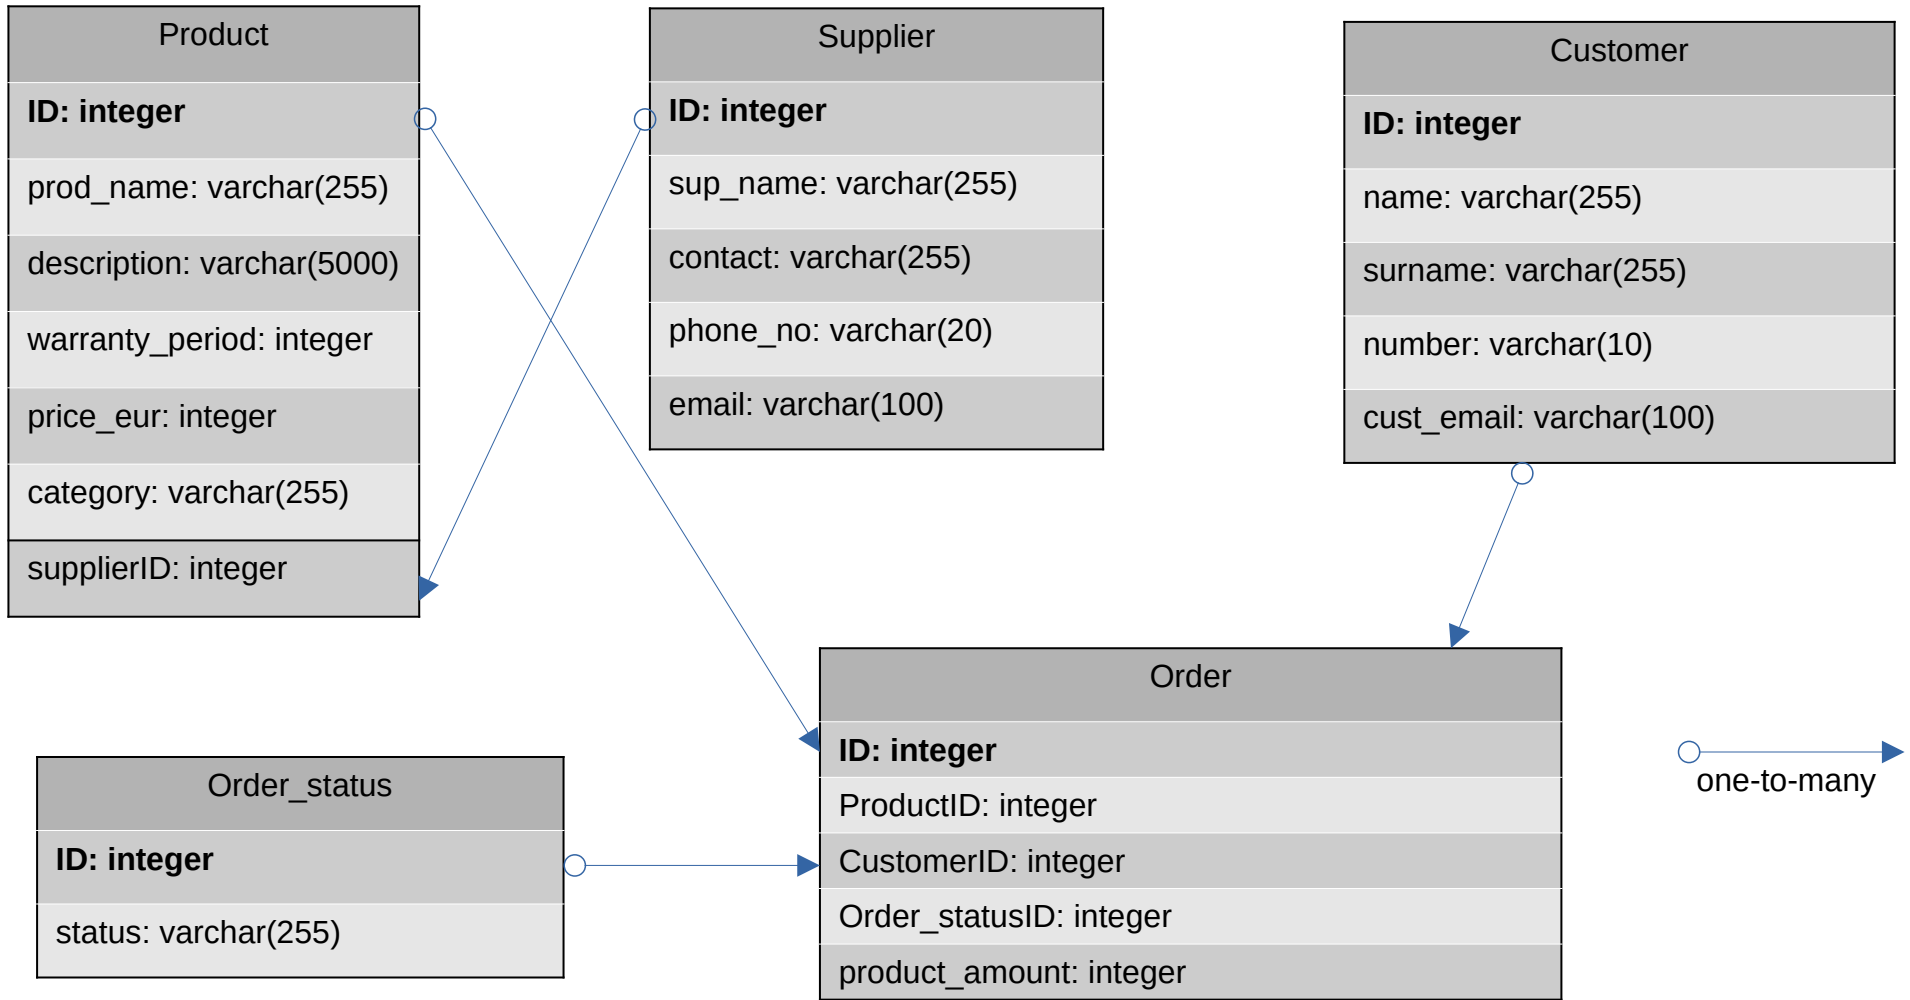 Product
ID: integer
prod_name: varchar(255)
description: varchar(5000)
warranty_period: integer
price_eur: integer
category: varchar(255)
supplierID: integer
Supplier
ID: integer
sup_name: varchar(255)
contact: varchar(255)
phone_no: varchar(20)
email: varchar(100)
Customer
ID: integer
name: varchar(255)
surname: varchar(255)
number: varchar(10)
cust_email: varchar(100)
Order_status
ID: integer
status: varchar(255)
Order
ID: integer
ProductID: integer
CustomerID: integer
Order_statusID: integer
product_amount: integer
one-to-many